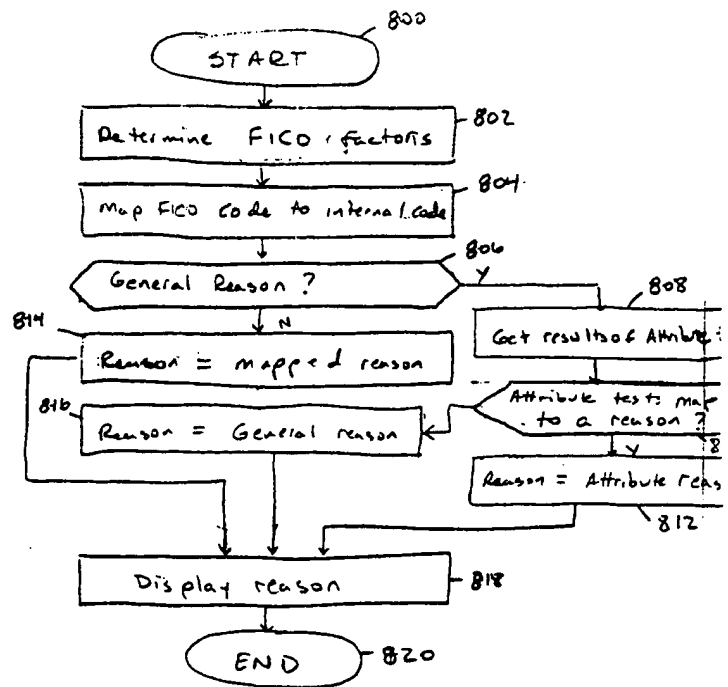 800
START
802
Determine FICO factors
804
Map FICO code to internal code
806
General Reason ?
Y
808
Get results of Attribute
N
814
Reason = mapped reason
Attribute tests map
to a reason ?
8
816
Reason = General reason
Y
Reason = Attribute reas
812
Display reason
818
END
820